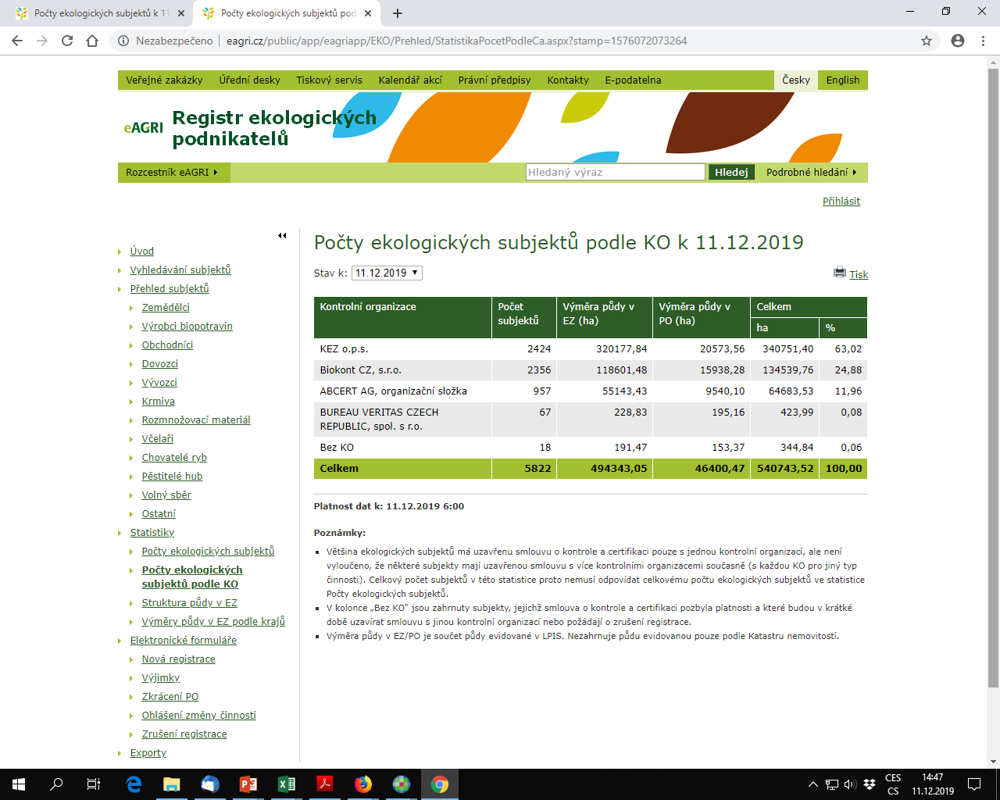 Počty ekologických subjektů k 11
Počty ekologických subjektů pod
Nezabezpečeno | eagri.cz/public/app/eagriapp/EKO/Prehled/StatistikaPocetPodleCa.aspx?stamp=1576072073264
Veřejné zakázky Úřední desky Tiskový servis Kalendář akcí Právní předpisy Kontakty E-podatelna Česky English
eAGRI
Registr ekologických
podnikatelů
Rozcestník eAGRI Hledaný výraz Hledej Podrobné hledání
Přihlásit
Úvod
Vyhledávání subjektů
Přehled subjektů
Zemědělci
Výrobci biopotravin
Obchodníci
Dovozci
Vývozci
Krmiva
Rozmnožovací materiál
Včelaři
Chovatelé ryb
Pěstitelé hub
Volný sběr
Ostatní
Statistiky
Počty ekologických subjektů
Počty ekologických
subjektů podle KO
Struktura půdy v EZ
Výměry půdy v EZ podle krajů
Elektronické formuláře
Nová registrace
Výjimky
Zkrácení PO
Ohlášení změny činnosti
Zrušení registrace
Exporty
Počty ekologických subjektů podle KO k 11.12.2019
Stav k: 11.12.2019 Tisk
Kontrolní organizace Počet subjektů Výměra půdy v EZ (ha) Výměra půdy v PO (ha) Celkem
ha %
KEZ o.p.s. 2424 320177,84 20573,56 340751,40 63,02
Biokont CZ, s.r.o. 2356 118601,48 15938,28 134539,76 24,88
ABCERT AG, organizační složka 957 55143,43 9540,10 64683,53 11,96
BUREAU VERITAS CZECH 67 228,83 195,16 423,99 0,08
REPUBLIC, spol. s r.o.
Bez KO 18 191,47 153,37 344,84 0,06
Celkem 5822 494343,05 46400,47 540743,52 100,00
Platnost dat k: 11.12.2019 6:00
Poznámky:
Většina ekologických subjektů má uzavřenu smlouvu o kontrole a certifikaci pouze s jednou kontrolní organizací, ale není
vyloučeno, že některé subjekty mají uzavřenou smlouvu s více kontrolními organizacemi současně (s každou KO pro jiný typ
činnosti). Celkový počet subjektů v této statistice proto nemusí odpovídat celkovému počtu ekologických subjektů ve statistice
Počty ekologických subjektů.
V kolonce „Bez KO“ jsou zahrnuty subjekty, jejichž smlouva o kontrole a certifikaci pozbyla platnosti a které budou v krátké
době uzavírat smlouvu s jinou kontrolní organizací nebo požádají o zrušení registrace.
Výměra půdy v EZ/PO je součet půdy evidované v LPIS. Nezahrnuje půdu evidovanou pouze podle Katastru nemovitostí.
CES 14:47
CS 11.12.2019